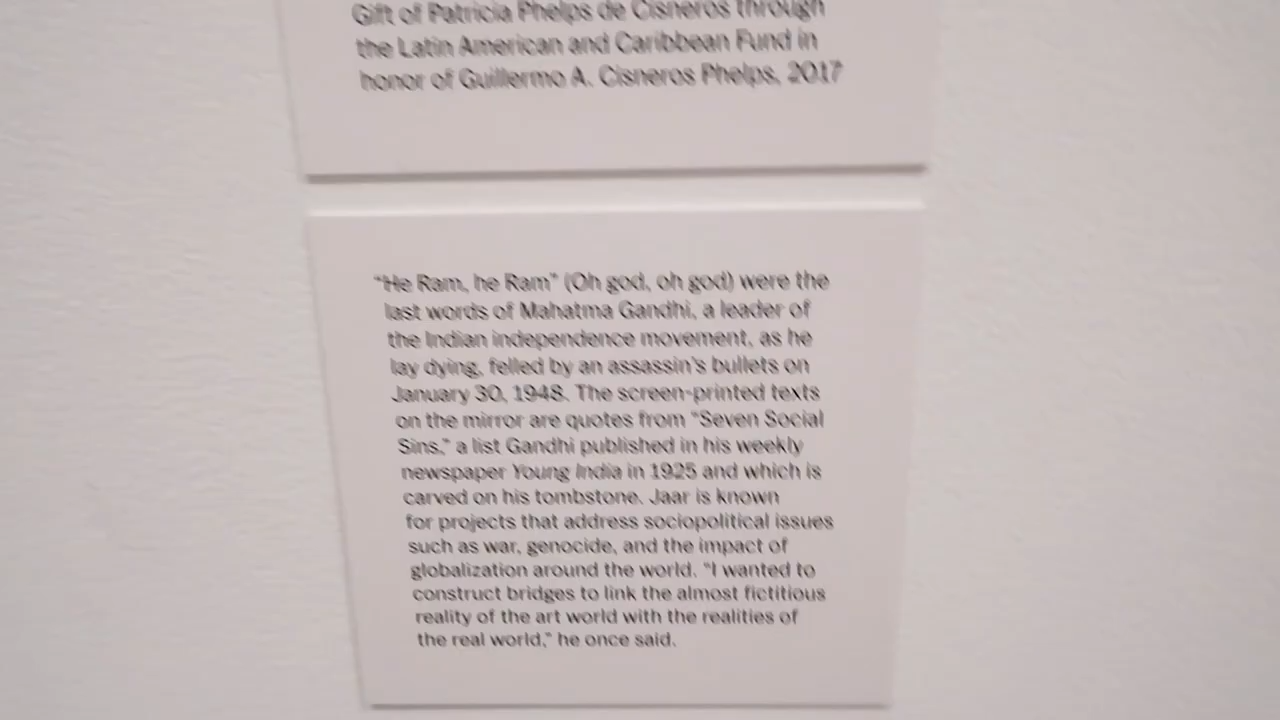 Gift of Patricia Phelps de Cisneros through
the Latin American and Caribbean Fund in
honor of Guillermo A. Cisneros Phelps, 2017
“He Ram, he Ram” (Oh god, oh god) were the
last words of Mahatma Gandhi, a leader of
the Indian independence movement, as he
lay dying, felled by an assassin’s bullets on
January 30, 1948. The screen-printed texts
on the mirror are quotes from “Seven Social
Sins,” a list Gandhi published in his weekly
newspaper Young India in 1925 and which is
carved on his tombstone. Jaar is known
for projects that address sociopolitical issues
such as war, genocide, and the impact of
globalization around the world. “I wanted to
construct bridges to link the almost fictitious
reality of the art world with the realities of
the real world,” he once said.